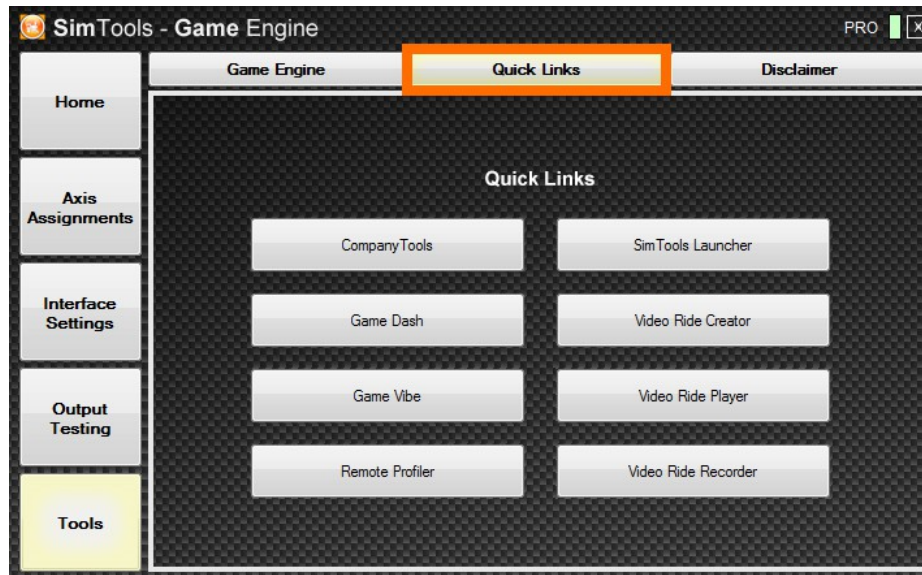 SimTools - Game Engine
PRO
X
Game Engine
Quick Links
Disclaimer
Home
Axis
Assignments
Interface
Settings
Output
Testing
Tools
Quick Links
CompanyTools
SimTools Launcher
Game Dash
Video Ride Creator
Game Vibe
Video Ride Player
Remote Profiler
Video Ride Recorder